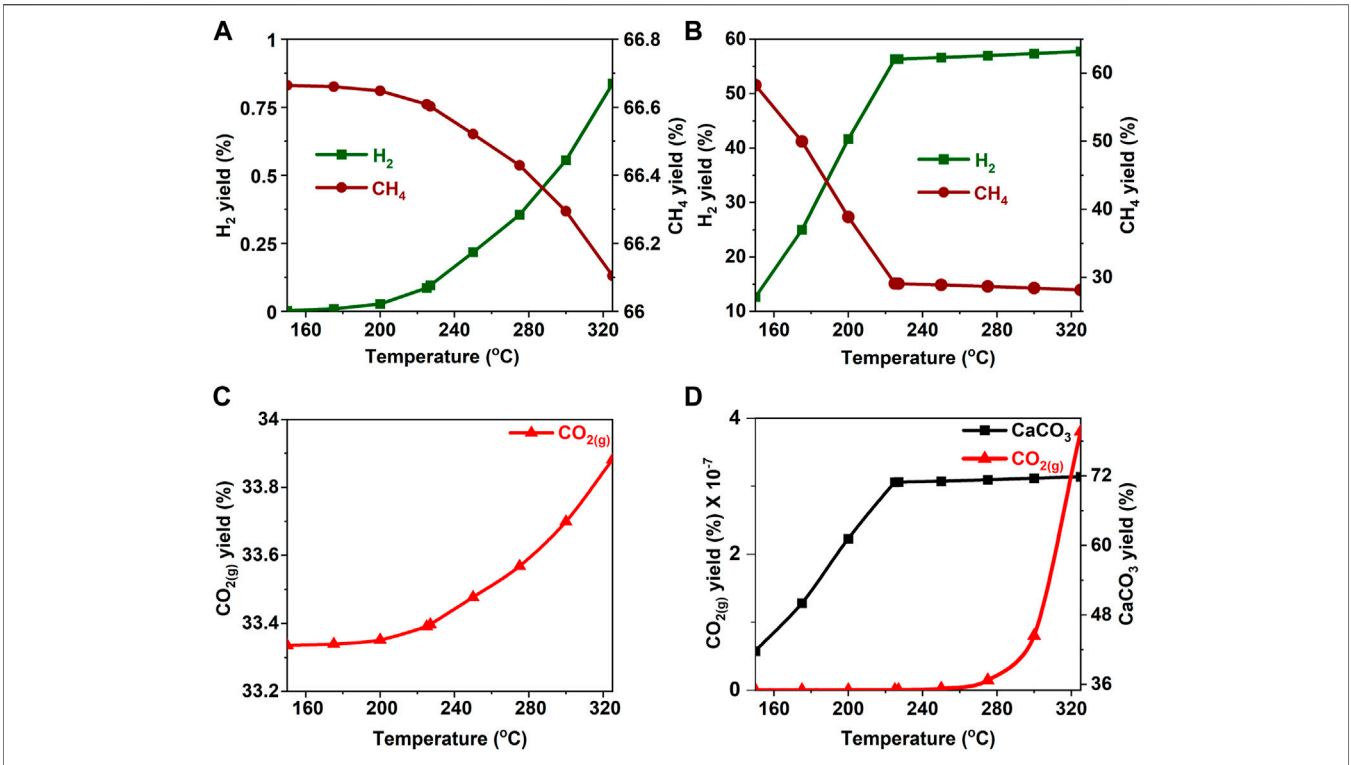 A
H2 yield (%)
1
0.75
0.5
0.25
0
66.8
66.6
66.4
66.2
66
CH4 yield (%)
H2
CH4
160 200 240 280 320
Temperature (oC)
B
H2 yield (%)
60
50
40
30
20
10
60
50
40
30
CH4 yield (%)
H2
CH4
160 200 240 280 320
Temperature (oC)
C
CO2(g) yield (%)
34
33.8
33.6
33.4
33.2
CO2(g)
160 200 240 280 320
Temperature (oC)
D
CO2(g) yield (%) X 10-7
4
2
0
72
60
48
36
CaCO3 yield (%)
CaCO3
CO2(g)
160 200 240 280 320
Temperature (oC)